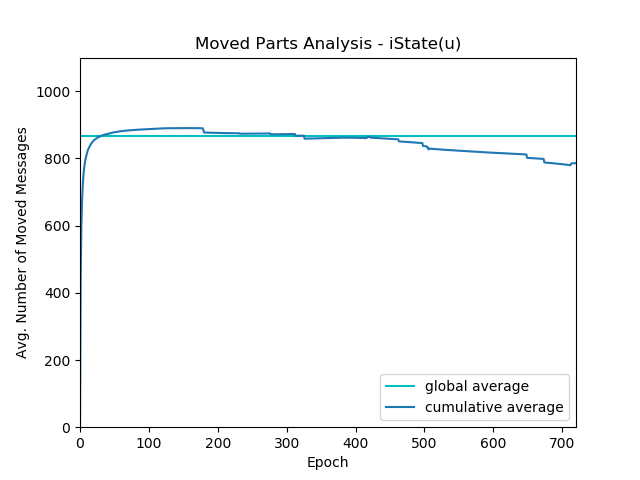 Moved Parts Analysis - iState(u)
Avg. Number of Moved Messages
1000
800
600
400
200
0
0 100 200 300 400 500 600 700
Epoch
global average
cumulative average